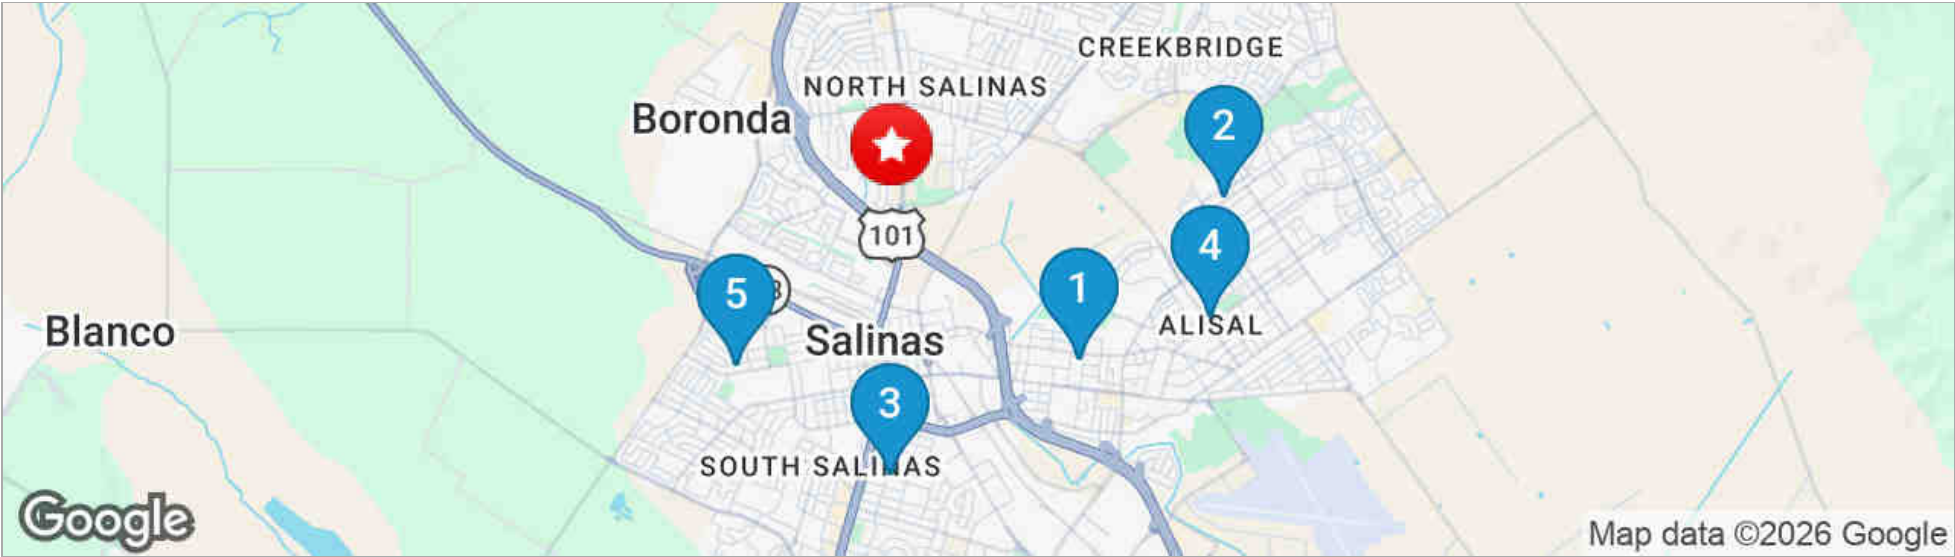 CREEKBRIDGE
NORTH SALINAS
Boronda
2
101
4
1
5
Blanco
Salinas
ALISAL
3
SOUTH SALINAS
Google
Map data ©2026 Google